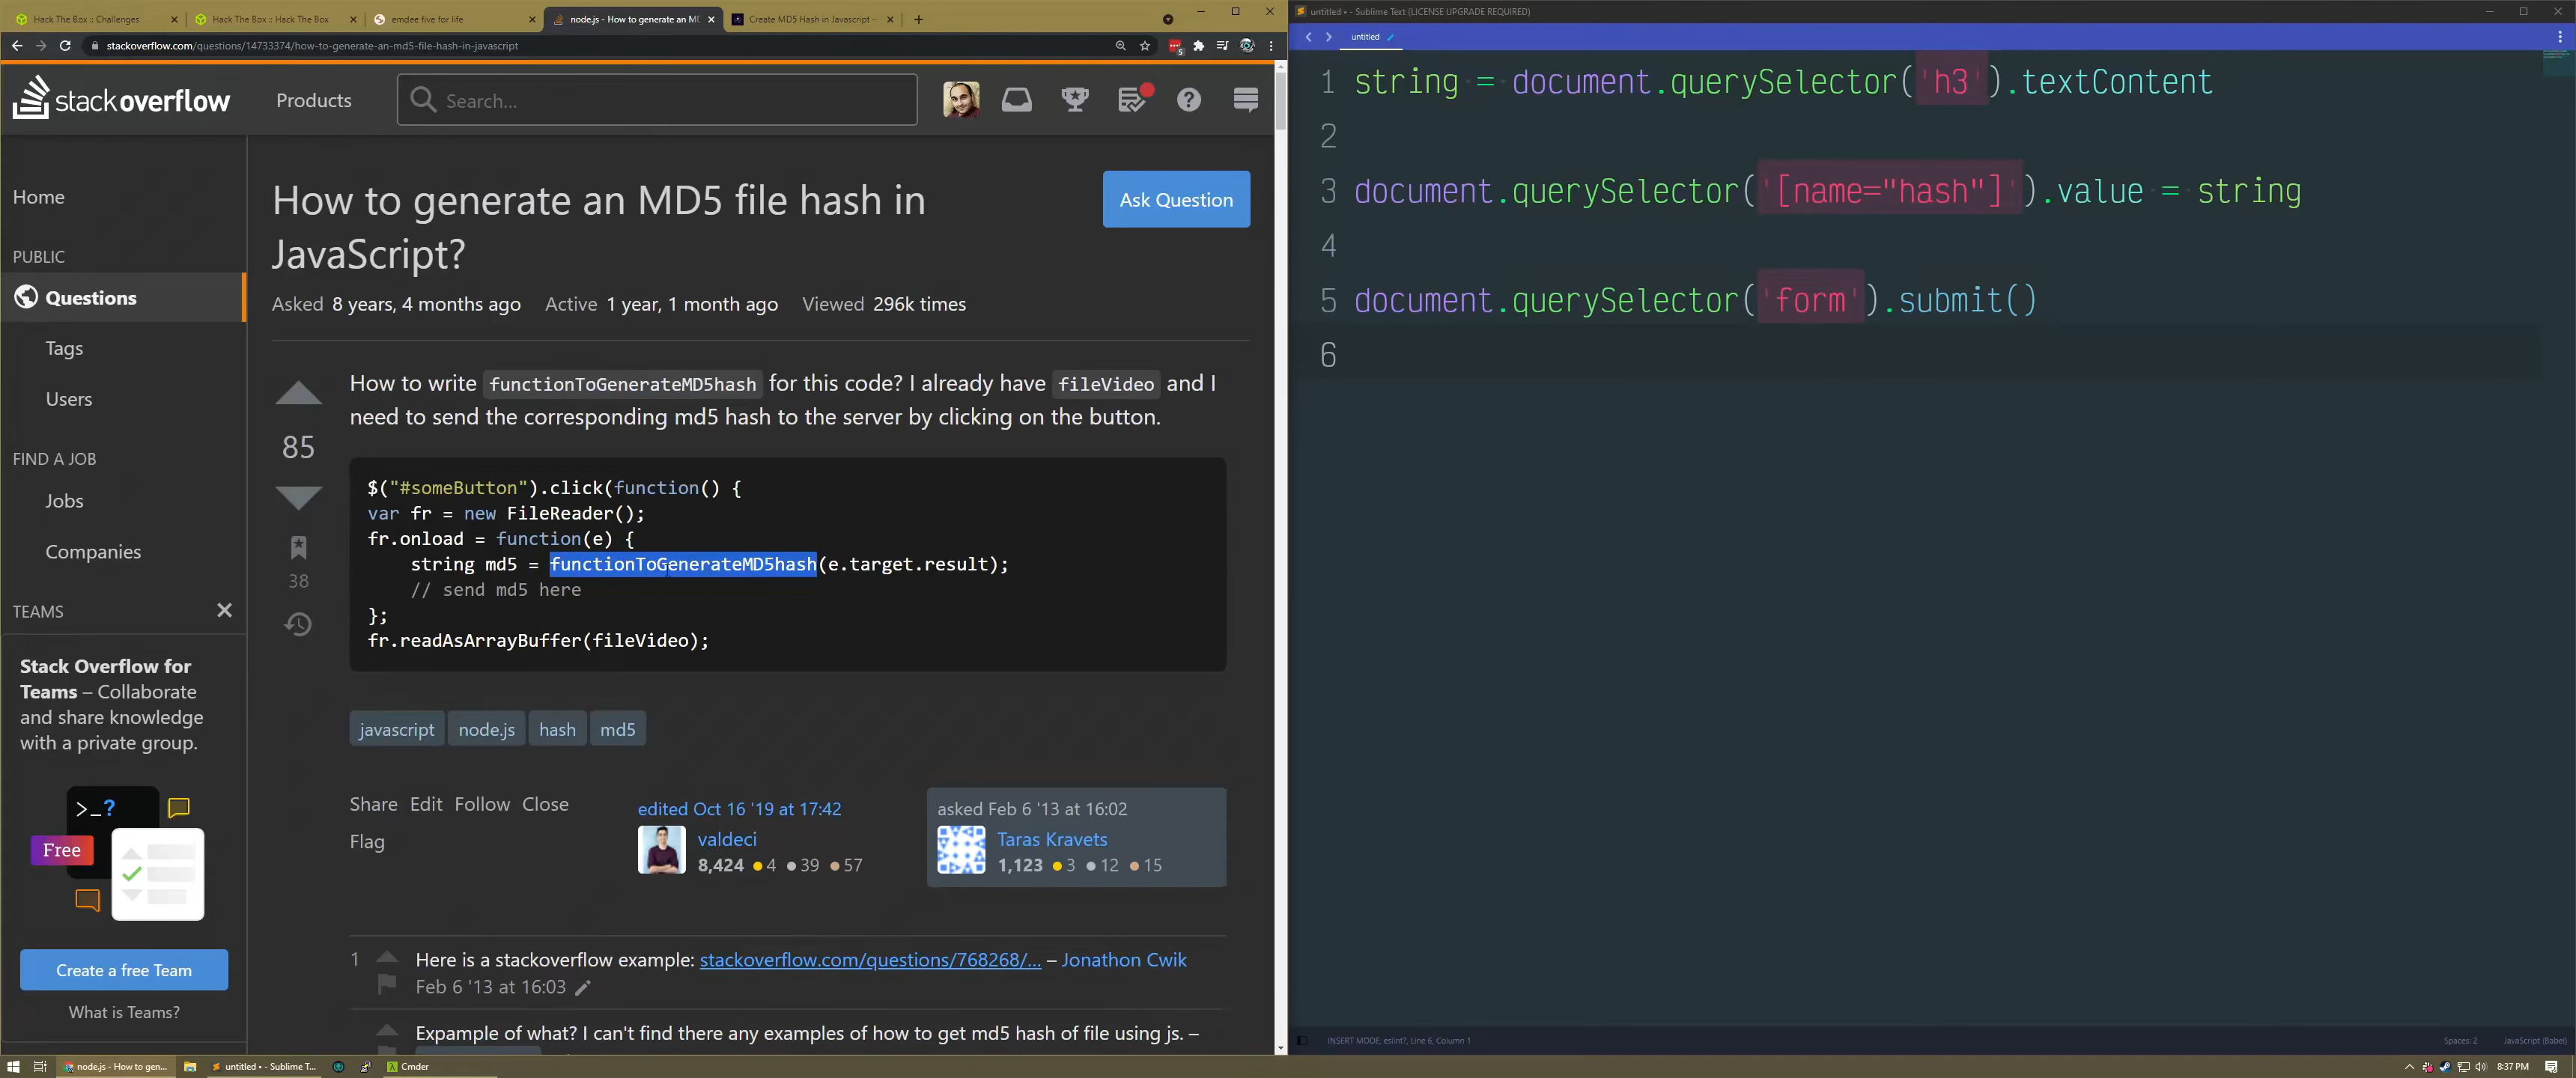 Hack The Box :: Challenges
Hack The Box :: Hack The Box
emdee five for life
node.js - How to generate an MD
Create MD5 Hash in Javascript -
stackoverflow.com/questions/14733374/how-to-generate-an-md5-file-hash-in-javascript
5
stackoverflow
Products
Search...
Home
PUBLIC
Questions
Tags
Users
FIND A JOB
Jobs
Companies
TEAMS
Stack Overflow for
Teams – Collaborate
and share knowledge
with a private group.
>_?
Free
Create a free Team
What is Teams?
How to generate an MD5 file hash in
JavaScript?
Ask Question
Asked 8 years, 4 months ago Active 1 year, 1 month ago Viewed 296k times
85
38
How to write functionToGenerateMD5hash for this code? I already have fileVideo and I
need to send the corresponding md5 hash to the server by clicking on the button.
$("#someButton").click(function() {
var fr = new FileReader();
fr.onload = function(e) {
string md5 = functionToGenerateMD5hash(e.target.result);
// send md5 here
};
fr.readAsArrayBuffer(fileVideo);
javascript node.js hash md5
Share Edit Follow Close
Flag
edited Oct 16 '19 at 17:42
valdeci
8,424 4 39 57
asked Feb 6 '13 at 16:02
Taras Kravets
1,123 3 12 15
1 Here is a stackoverflow example: stackoverflow.com/questions/768268/... – Jonathon Cwik
Feb 6 '13 at 16:03
Expample of what? I can't find there any examples of how to get md5 hash of file using js. –
untitled • - Sublime Text (LICENSE UPGRADE REQUIRED)
untitled
1 string = document.querySelector('h3').textContent
2
3 document.querySelector('[name="hash"]').value = string
4
5 document.querySelector('form').submit()
6
INSERT MODE, eslint?, Line 6, Column 1
Spaces: 2
JavaScript (Babel)
node.js - How to gen...
untitled • - Sublime T...
Cmder
8:37 PM